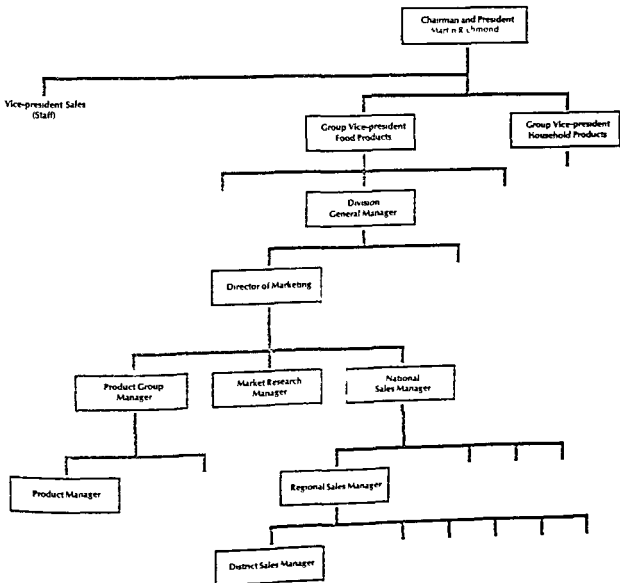 Chairman and President
Martin Richmond
Vice-president Sales
(Staff)
Group Vice-president
Food Products
Group Vice-president
Household Products
Division
General Manager
Director of Marketing
Product Group
Manager
Market Research
Manager
National
Sales Manager
Product Manager
Regional Sales Manager
District Sales Manager